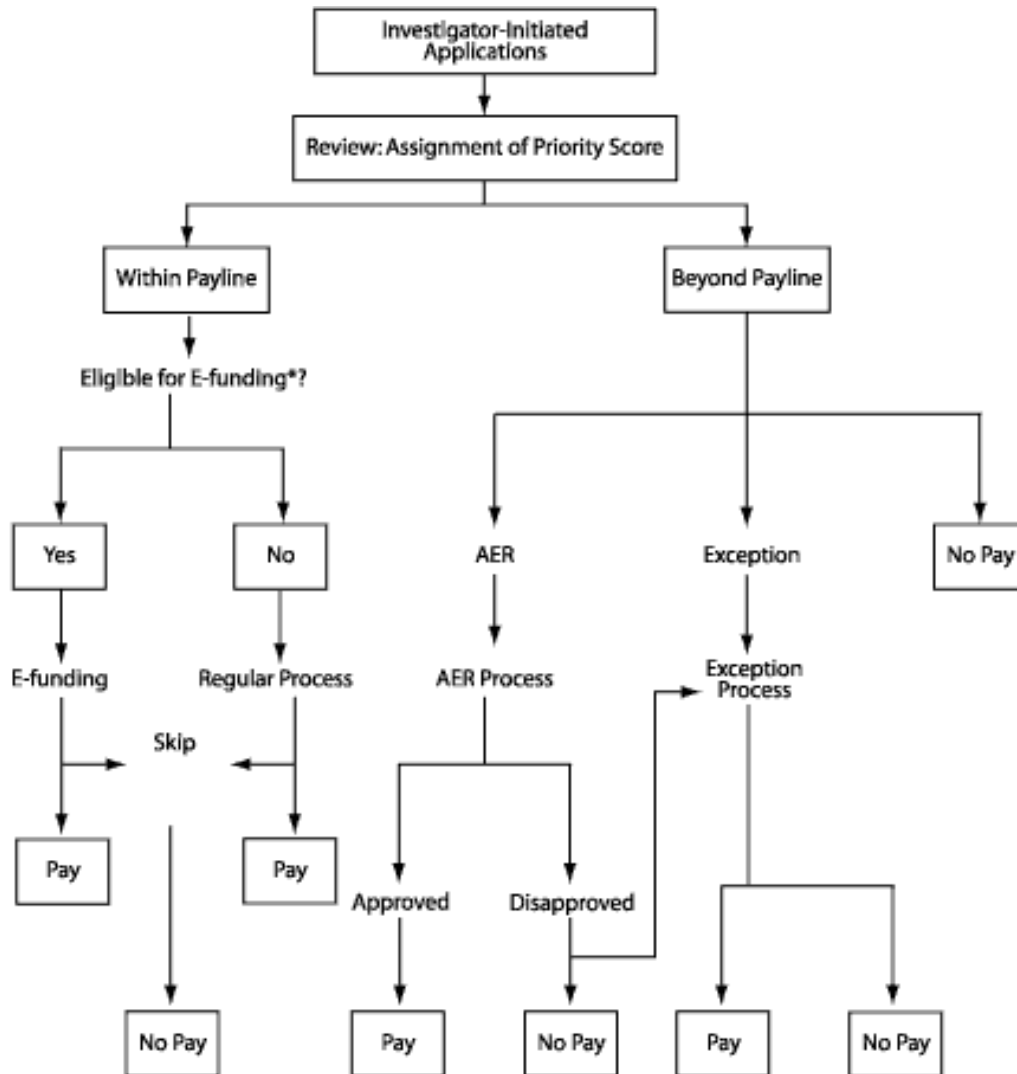 Investigator-Initiated
Applications
Review: Assignment of Priority Score
Within Payline
Beyond Payline
Eligible for E-funding*?
Yes
No
AER
Exception
No Pay
E-funding
Regular Process
AER Process
Exception
Process
Skip
Pay
Pay
Approved
Disapproved
No Pay
Pay
No Pay
Pay
No Pay